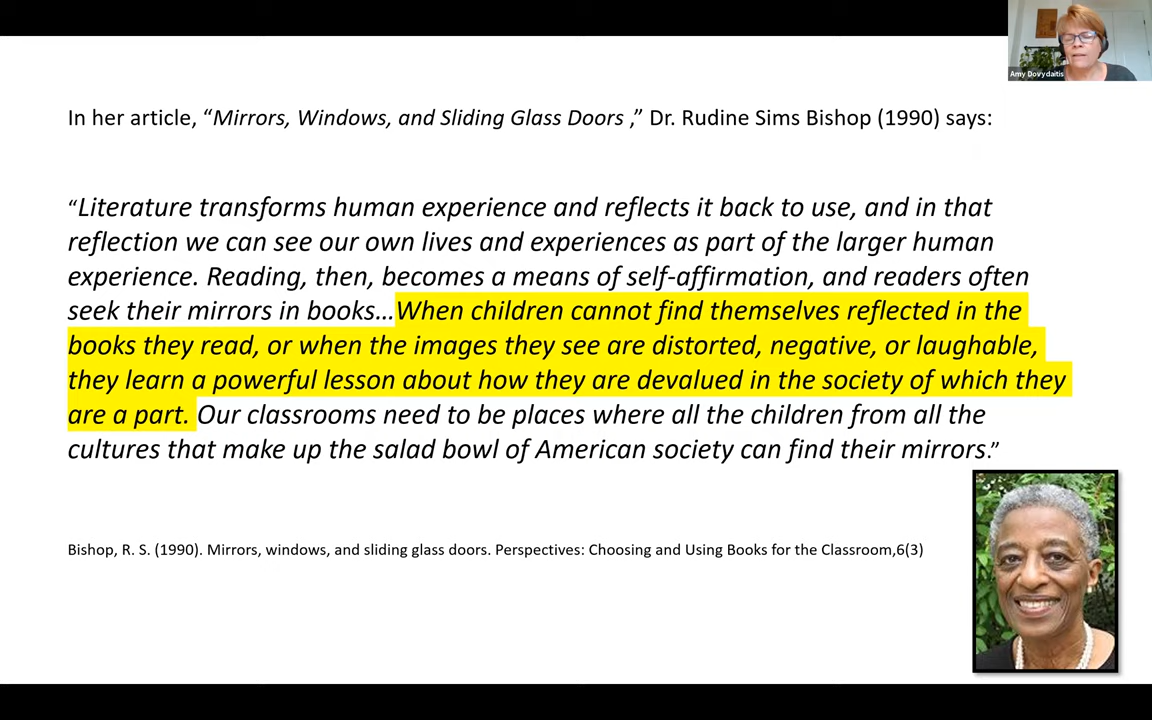 Amy Dovydaitis
In her article, “Mirrors, Windows, and Sliding Glass Doors ,” Dr. Rudine Sims Bishop (1990) says:
“Literature transforms human experience and reflects it back to use, and in that
reflection we can see our own lives and experiences as part of the larger human
experience. Reading, then, becomes a means of self-affirmation, and readers often
seek their mirrors in books…When children cannot find themselves reflected in the
books they read, or when the images they see are distorted, negative, or laughable,
they learn a powerful lesson about how they are devalued in the society of which they
are a part. Our classrooms need to be places where all the children from all the
cultures that make up the salad bowl of American society can find their mirrors.”
Bishop, R. S. (1990). Mirrors, windows, and sliding glass doors. Perspectives: Choosing and Using Books for the Classroom,6(3)